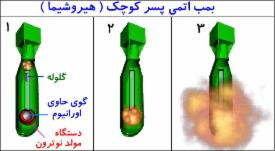 بمب اتمی پسر کوچک ( هیروشیما )
۱
۲
۳
گلوله
گوی حاوی
اورانیوم
دستگاه
مولد نوترون